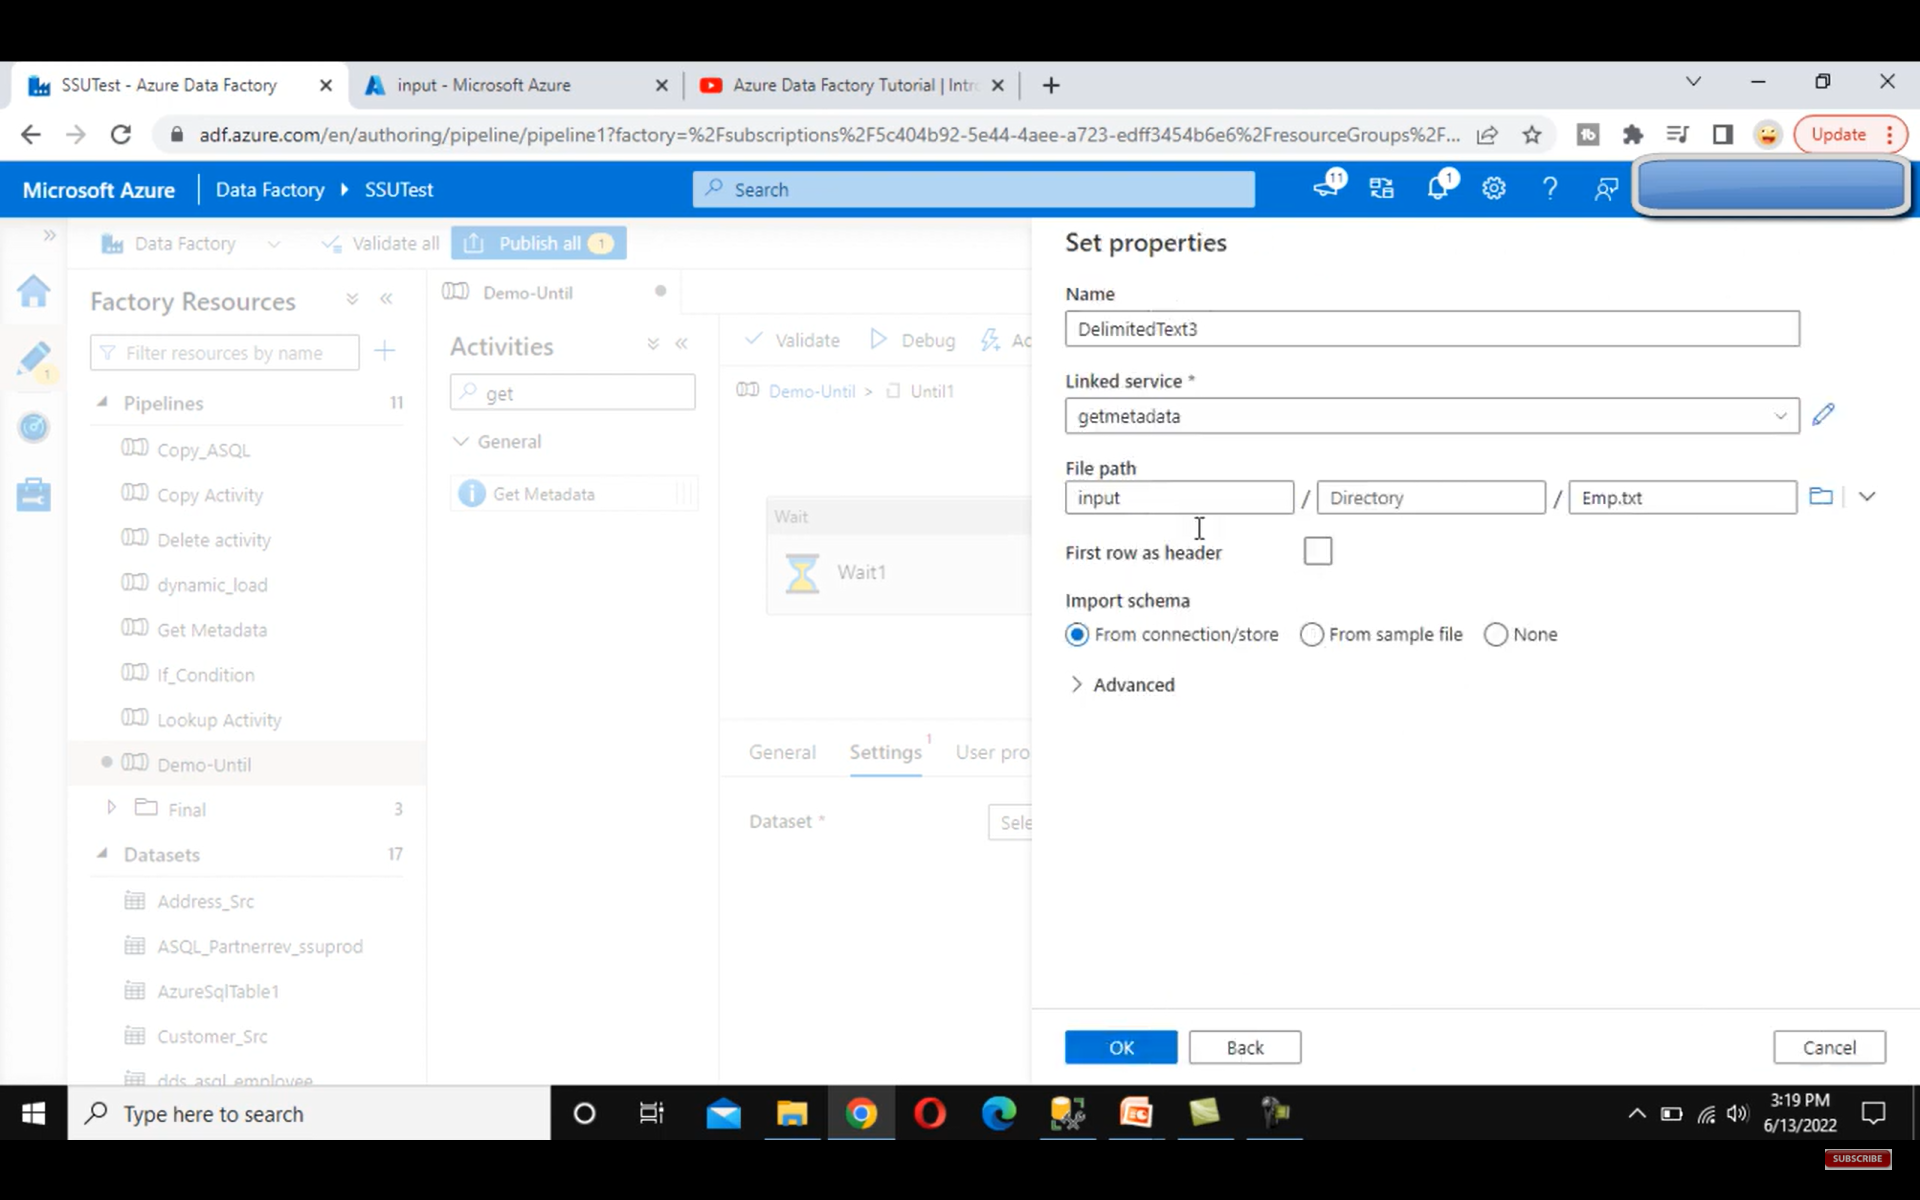 SSUTest - Azure Data Factory
input - Microsoft Azure
Azure Data Factory Tutorial | Intr
adf.azure.com/en/authoring/pipeline/pipeline1?factory=%2Fsubscriptions%2F5c404b92-5e44-4aee-a723-edff3454b6e6%2FresourceGroups%2F...
tb
Update
Microsoft Azure
Data Factory
SSUTest
Search
11
1
Data Factory
Validate all
Publish all 1
Factory Resources
Filter resources by name
1
Pipelines 11
Copy_ASQL
Copy Activity
Delete activity
dynamic_load
Get Metadata
If_Condition
Lookup Activity
Demo-Until
Final 3
Datasets 17
Address_Src
ASQL_Partnerrev_ssuprod
AzureSqlTable1
Customer_Src
dds_asql_employee
Demo-Until
Activities
get
General
Get Metadata
Validate
Debug
Demo-Until > Until1
Wait
Wait1
General
Settings 1
User pro
Dataset *
Sele
Set properties
Name
DelimitedText3
Linked service *
getmetadata
File path
input / Directory / Emp.txt
First row as header
Import schema
From connection/store
From sample file
None
Advanced
OK
Back
Cancel
Type here to search
3:19 PM
6/13/2022
SUBSCRIBE